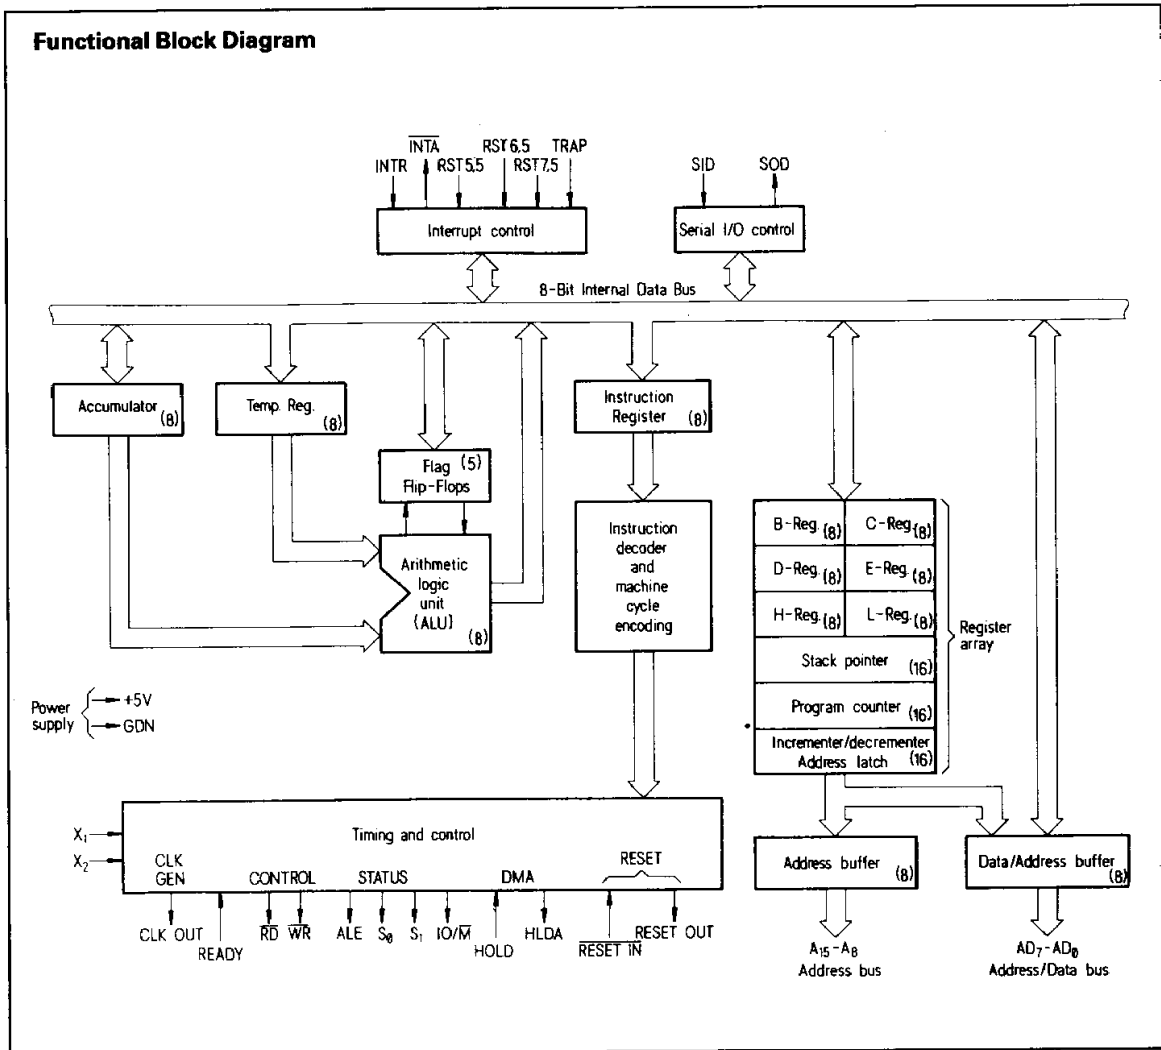 Functional Block Diagram
INTR
INTA
RST5,5
RST6,5
RST7,5
TRAP
SID
SOD
Interrupt control
Serial I/O control
8-Bit Internal Data Bus
Accumulator
(8)
Temp. Reg.
(8)
Instruction
Register
(8)
Flag (5)
Flip-Flops
Arithmetic
logic
unit
(ALU)
(8)
Instruction
decoder
and
machine
cycle
encoding
B-Reg. (8)
C-Reg. (8)
D-Reg. (8)
E-Reg. (8)
H-Reg. (8)
L-Reg. (8)
Stack pointer
(16)
Program counter
(16)
Incrementer/decrementer
Address latch
(16)
Register
array
Power
supply
+5V
GDN
X₁
X₂
Timing and control
CLK
GEN
CONTROL
STATUS
DMA
RESET
CLK OUT
READY
RD
WR
ALE
S₀
S₁
IO/M
HOLD
HLDA
RESET IN
RESET OUT
Address buffer
(8)
Data/Address buffer
(8)
A₁₅-A₈
Address bus
AD₇-AD₀
Address/Data bus